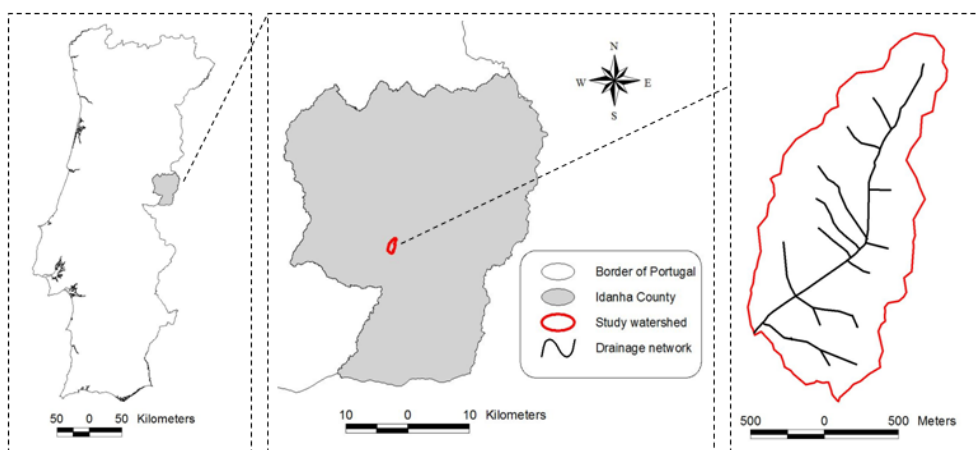 N
W E
S
Border of Portugal
Idanha County
Study watershed
Drainage network
50 0 50 Kilometers
10 0 10 Kilometers
500 0 500 Meters